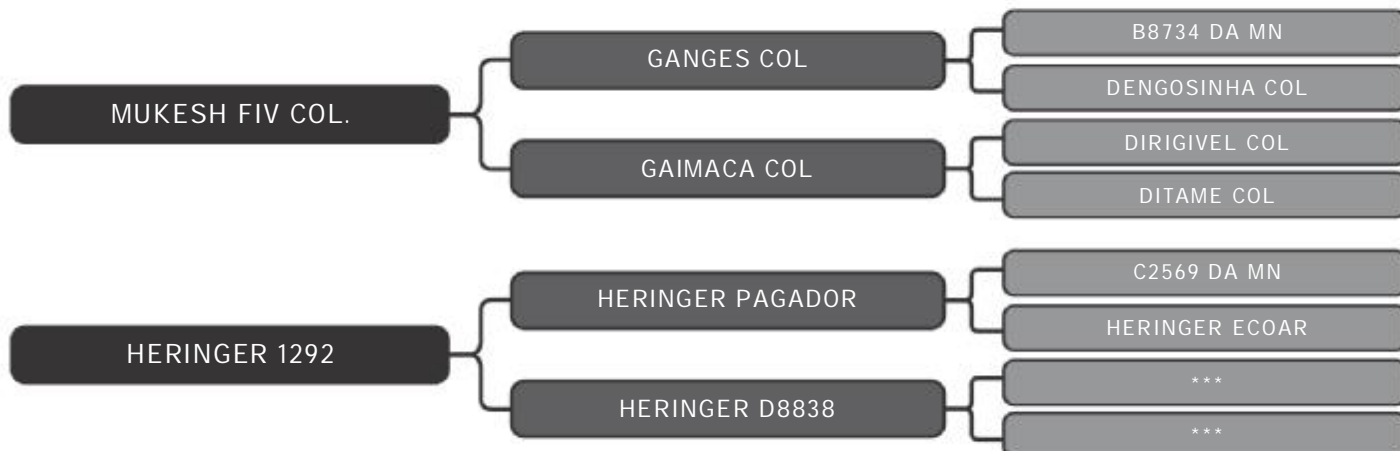 B8734 DA MN
GANGES COL
DENGOSINHA COL
MUKESH FIV COL.
DIRIGIVEL COL
GAIMACA COL
DITAME COL
C2569 DA MN
HERINGER PAGADOR
HERINGER ECOAR
HERINGER 1292
***
HERINGER D8838
***